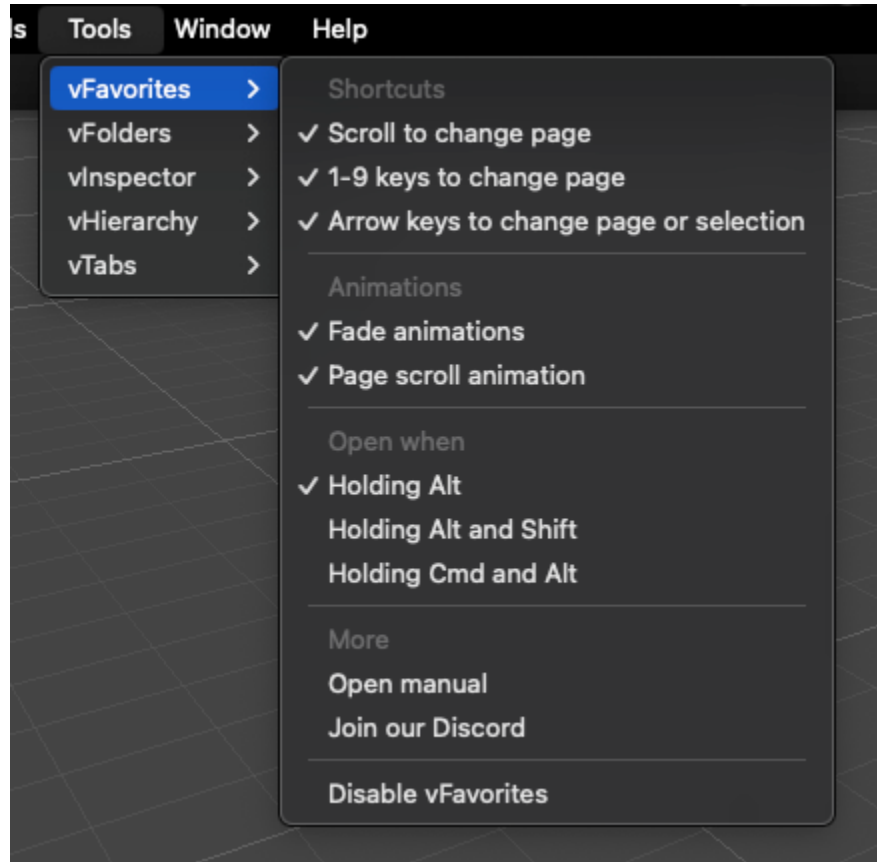 ls Tools Window Help
vFavorites
vFolders
vInspector
vHierarchy
vTabs
Shortcuts
✓ Scroll to change page
✓ 1-9 keys to change page
✓ Arrow keys to change page or selection
Animations
✓ Fade animations
✓ Page scroll animation
Open when
✓ Holding Alt
Holding Alt and Shift
Holding Cmd and Alt
More
Open manual
Join our Discord
Disable vFavorites